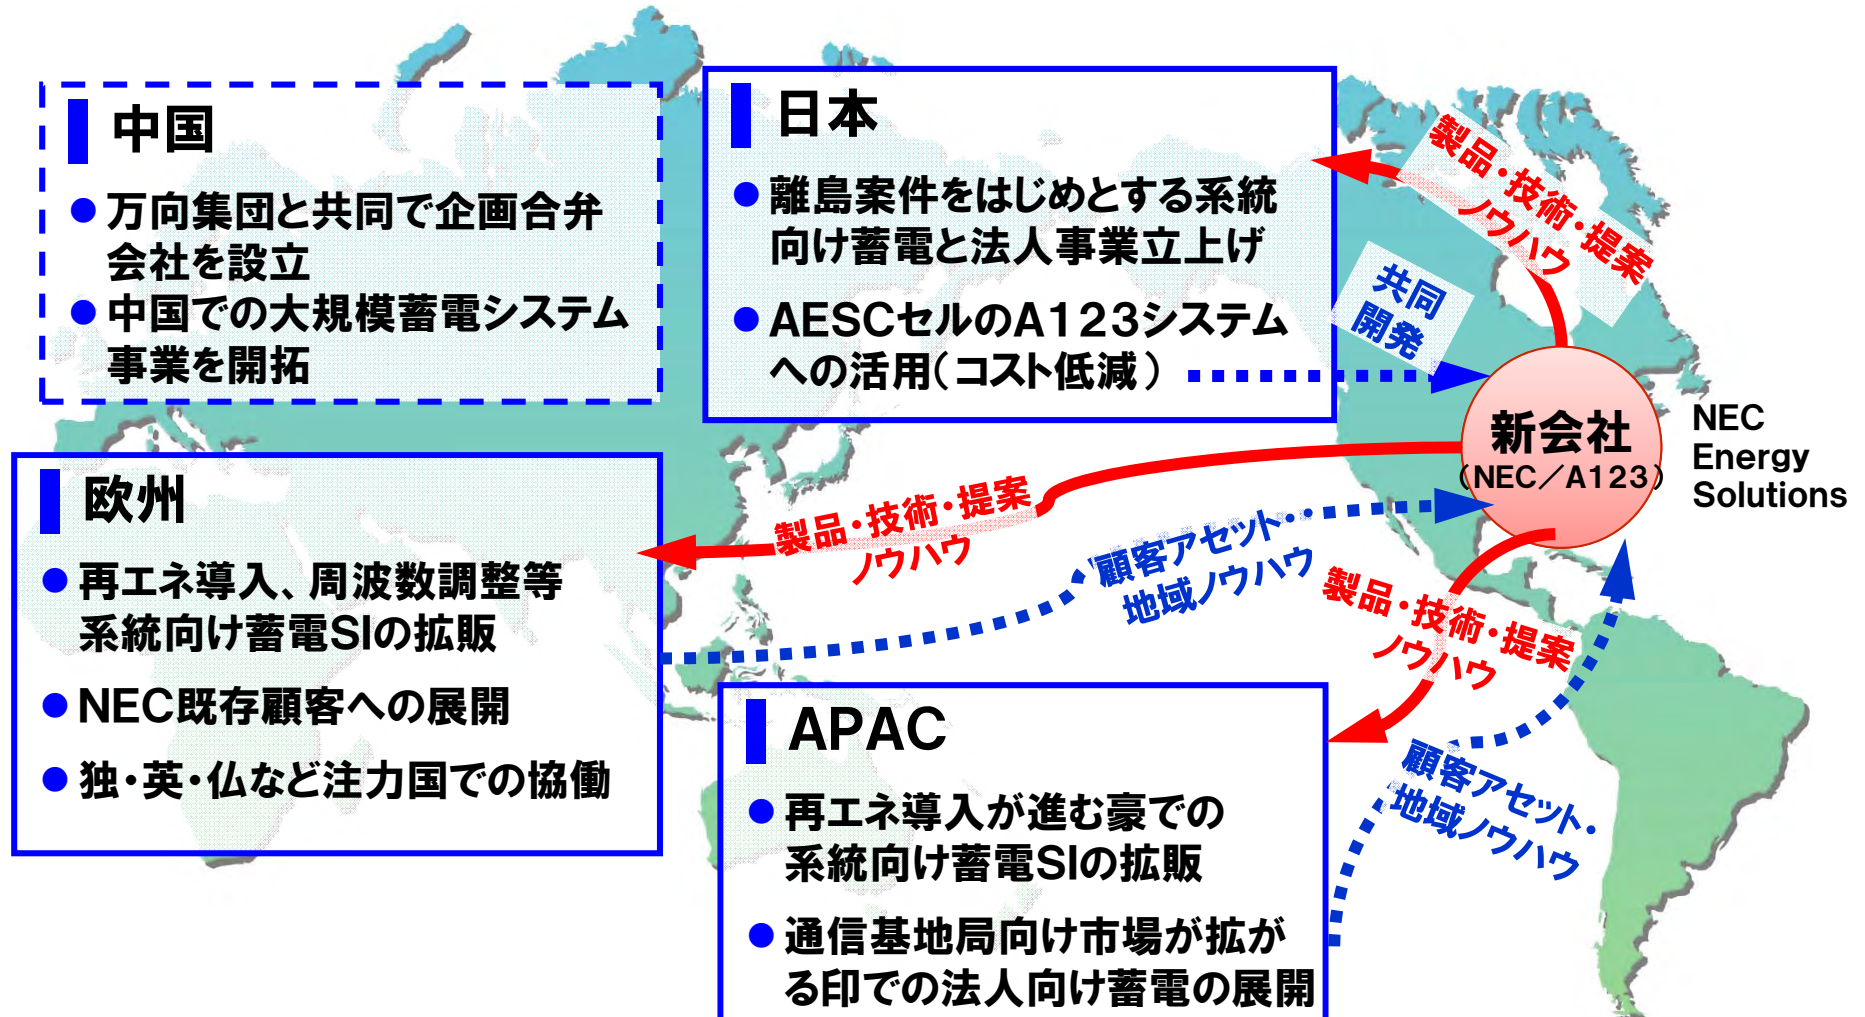 中国
●万向集団と共同で企画合弁
会社を設立
●中国での大規模蓄電システム
事業を開拓
日本
●離島案件をはじめとする系統
向け蓄電と法人事業立上げ
●AESCセルのA123システム
への活用(コスト低減)
製品・技術・提案
ノウハウ
共同
開発
新会社
(NEC/A123)
NEC
Energy
Solutions
欧州
●再エネ導入、周波数調整等
系統向け蓄電SIの拡販
●NEC既存顧客への展開
●独・英・仏など注力国での協働
製品・技術・提案
ノウハウ
顧客アセット・
地域ノウハウ
製品・技術・提案
ノウハウ
APAC
●再エネ導入が進む豪での
系統向け蓄電SIの拡販
●通信基地局向け市場が拡が
る印での法人向け蓄電の展開
顧客アセット・
地域ノウハウ